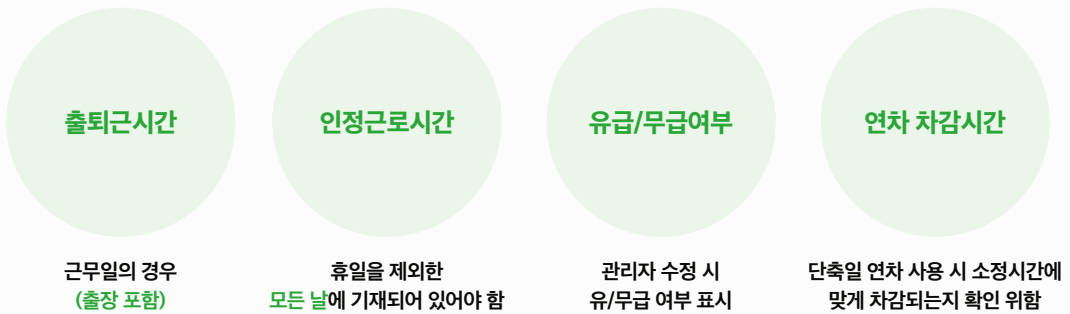 출퇴근시간
근무일의 경우
(출장 포함)
인정근로시간
휴일을 제외한
모든 날에 기재되어 있어야 함
유급/무급여부
관리자 수정 시
유/무급 여부 표시
연차 차감시간
단축일 연차 사용 시 소정시간에
맞게 차감되는지 확인 위함